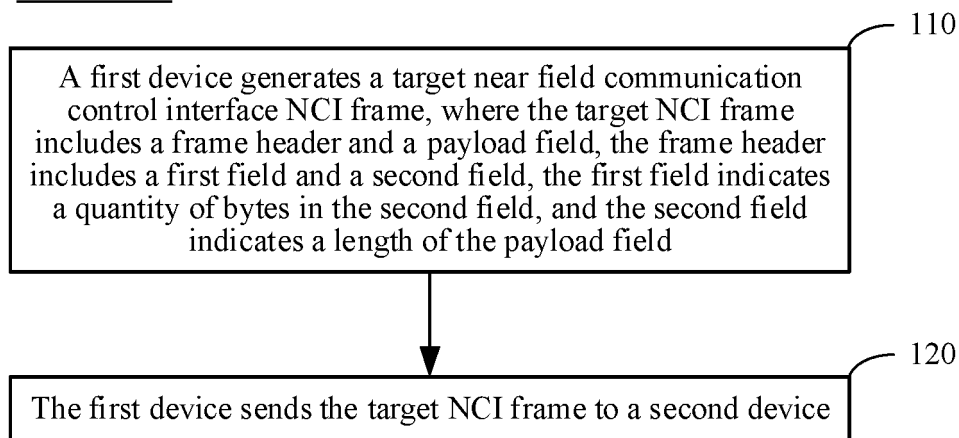 110
A first device generates a target near field communication
control interface NCI frame, where the target NCI frame
includes a frame header and a payload field, the frame header
includes a first field and a second field, the first field indicates
a quantity of bytes in the second field, and the second field
indicates a length of the payload field
120
The first device sends the target NCI frame to a second device